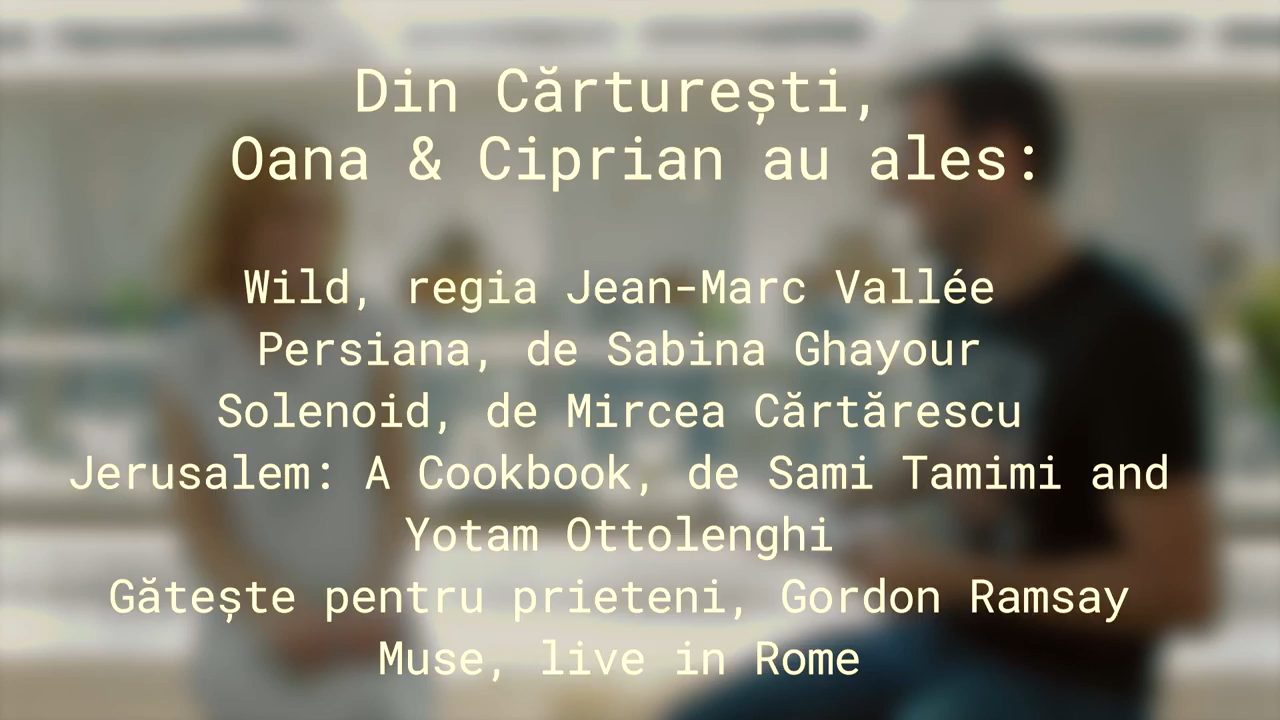 Din Cărturești,
Oana & Ciprian au ales:
Wild, regia Jean-Marc Vallée
Persiana, de Sabina Ghayour
Solenoid, de Mircea Cărtărescu
Jerusalem: A Cookbook, de Sami Tamimi and
Yotam Ottolenghi
Gătește pentru prieteni, Gordon Ramsay
Muse, live in Rome